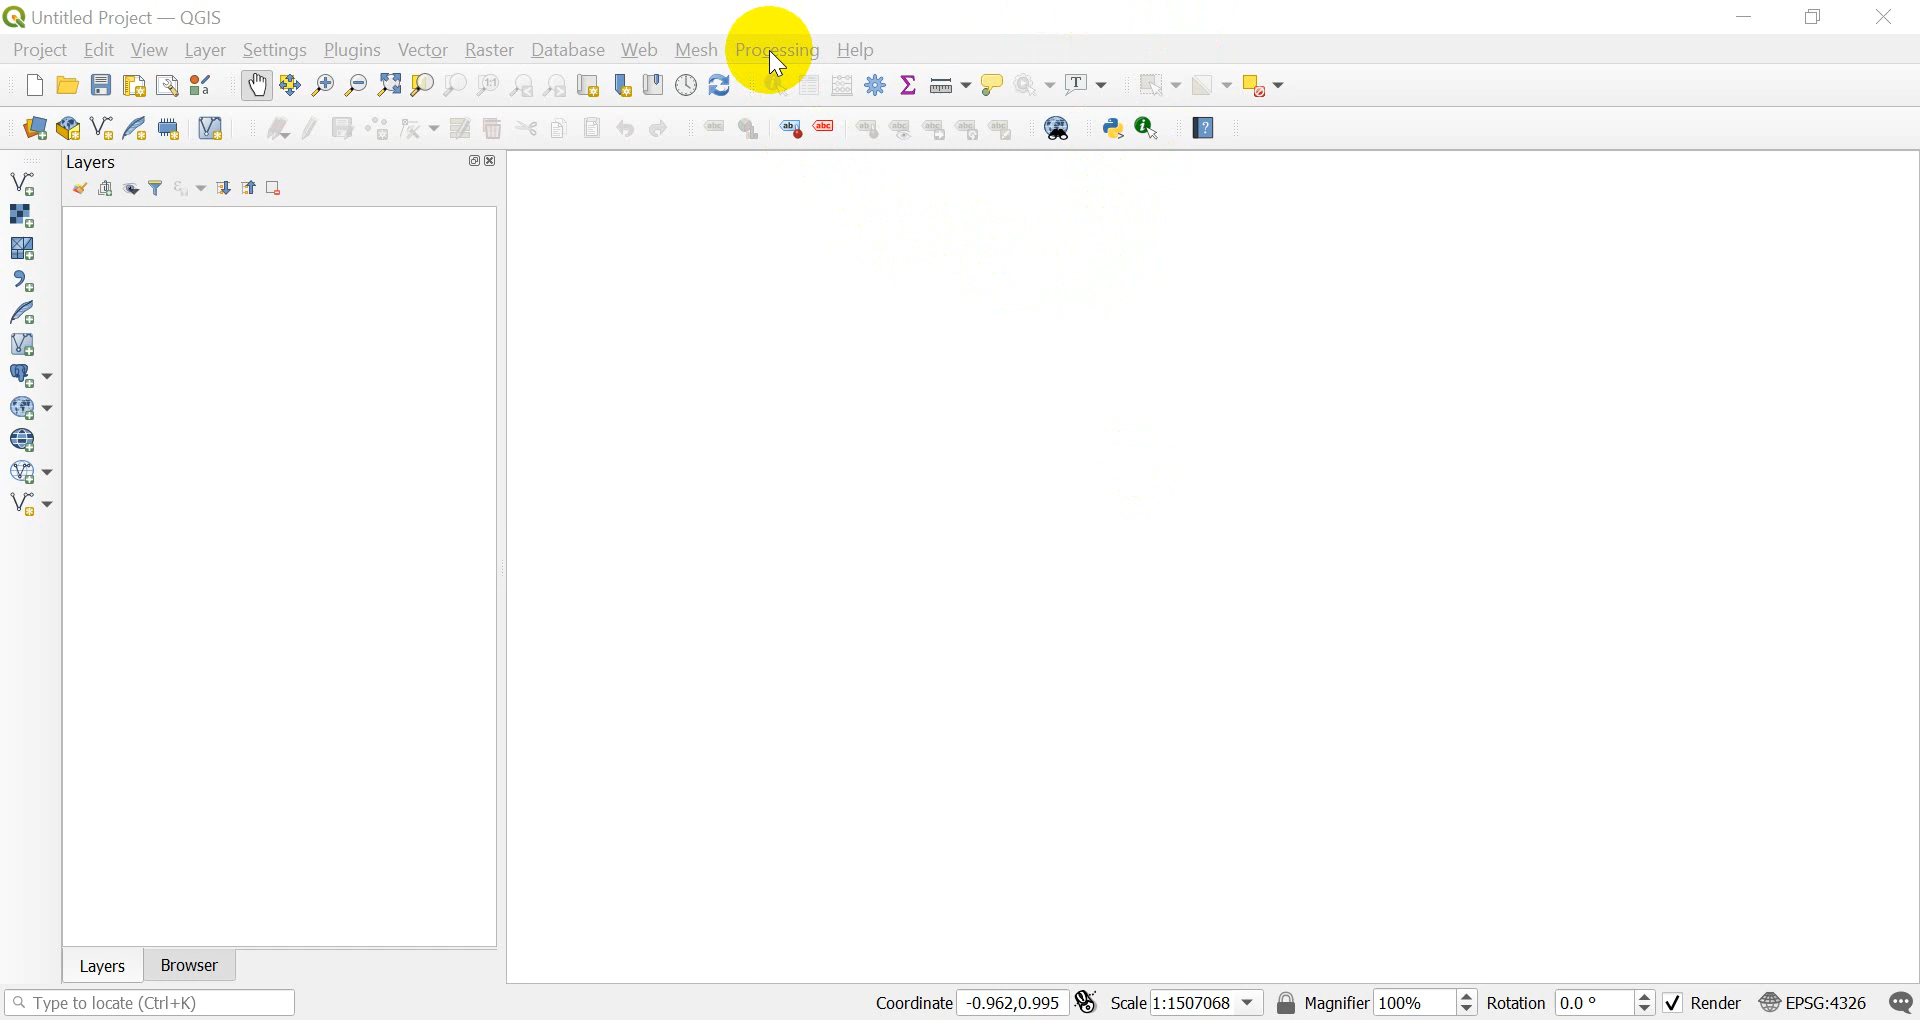 Untitled Project — QGIS
Project Edit View Layer Settings Plugins Vector Raster Database Web Mesh Processing Help
Layers
Layers Browser
Type to locate (Ctrl+K)
Coordinate -0.962,0.995 Scale 1:1507068 Magnifier 100% Rotation 0.0 ° Render EPSG:4326